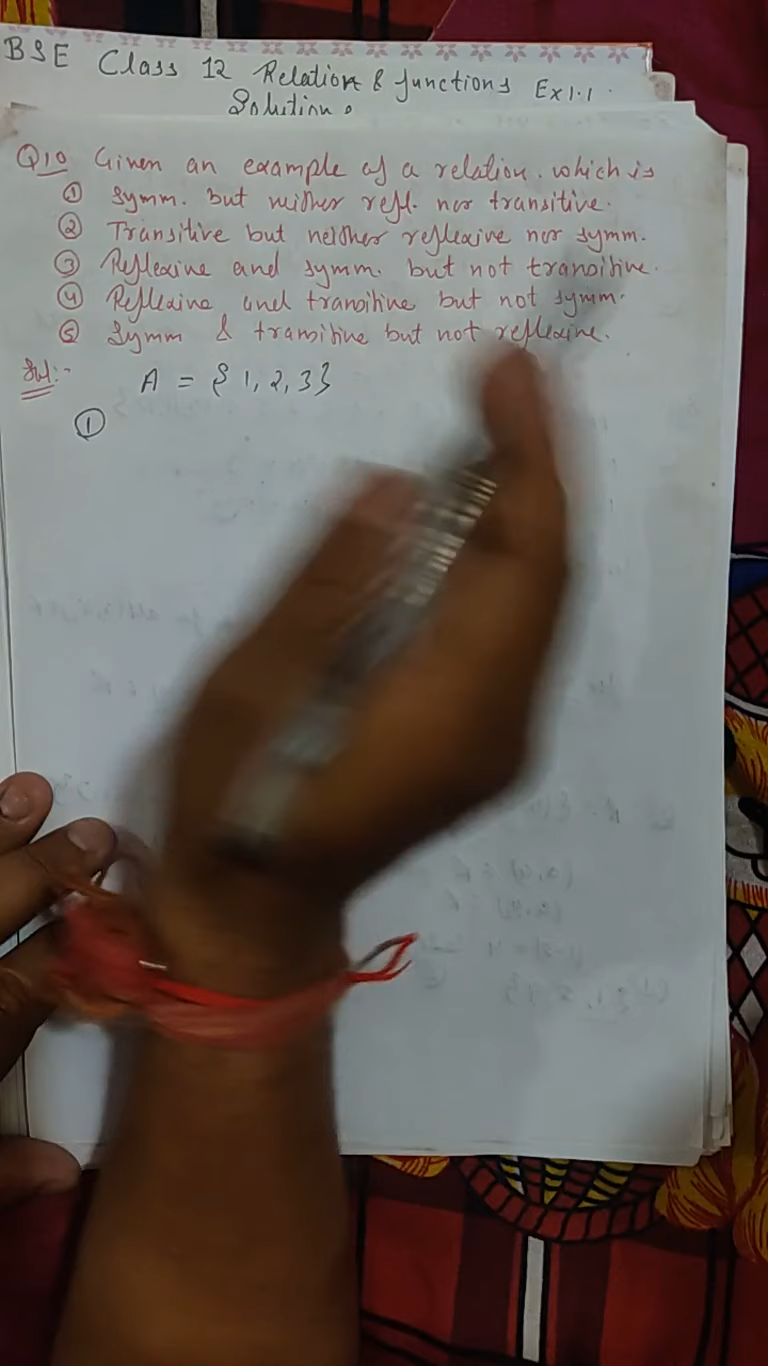 BSE Class 12 Relation & functions Ex 1.1
Solution.
Q10 Given an example of a relation. which is
① Symm. but neither refl. nor transitive.
② Transitive but neither reflexive nor symm.
③ Reflexive and symm. but not transitive.
④ Reflexive and transitive but not symm.
⑤ Symm & transitive but not reflexive.
Sol:-
A = { 1, 2, 3 }
①